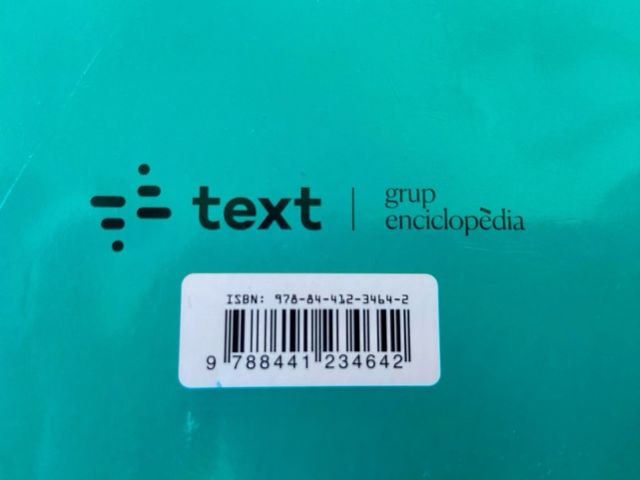 text
grup
enciclopèdia
ISBN: 978-84-412-3464-2
9 788441 234642